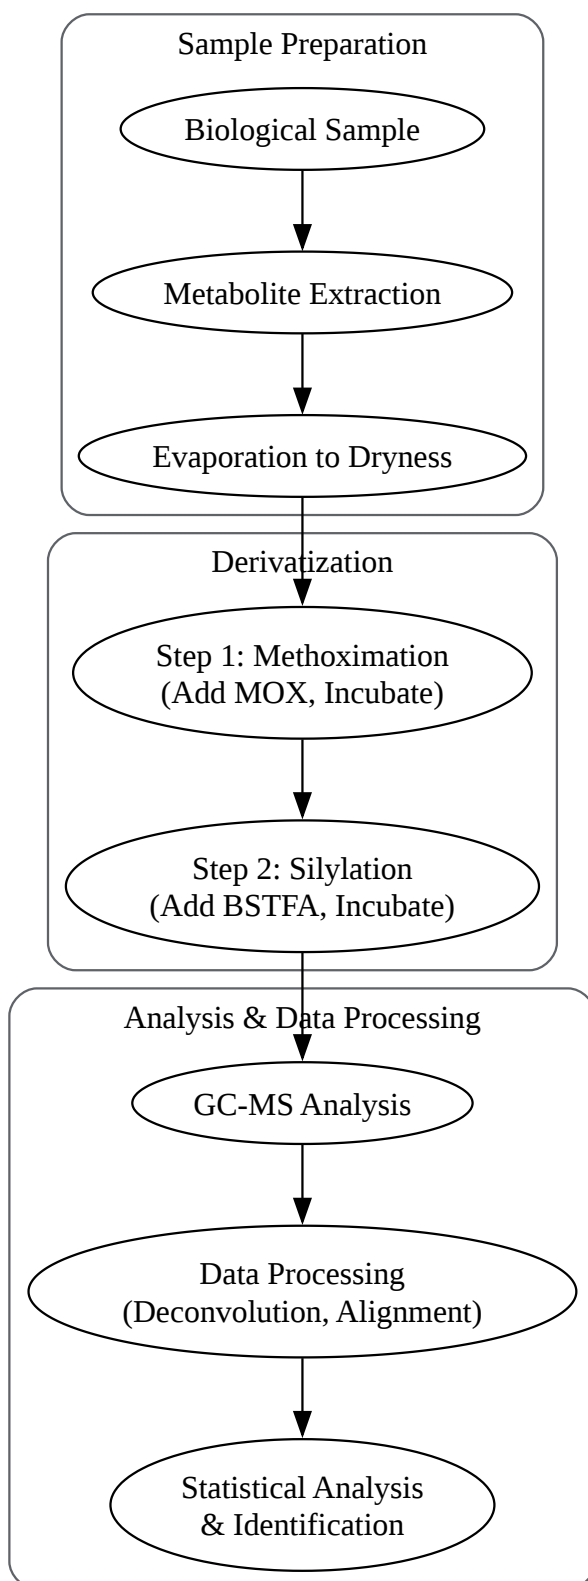 Sample Preparation
Biological Sample
Metabolite Extraction
Evaporation to Dryness
Derivatization
Step 1: Methoximation
(Add MOX, Incubate)
Step 2: Silylation
(Add BSTFA, Incubate)
Analysis & Data Processing
GC-MS Analysis
Data Processing
(Deconvolution, Alignment)
Statistical Analysis
& Identification